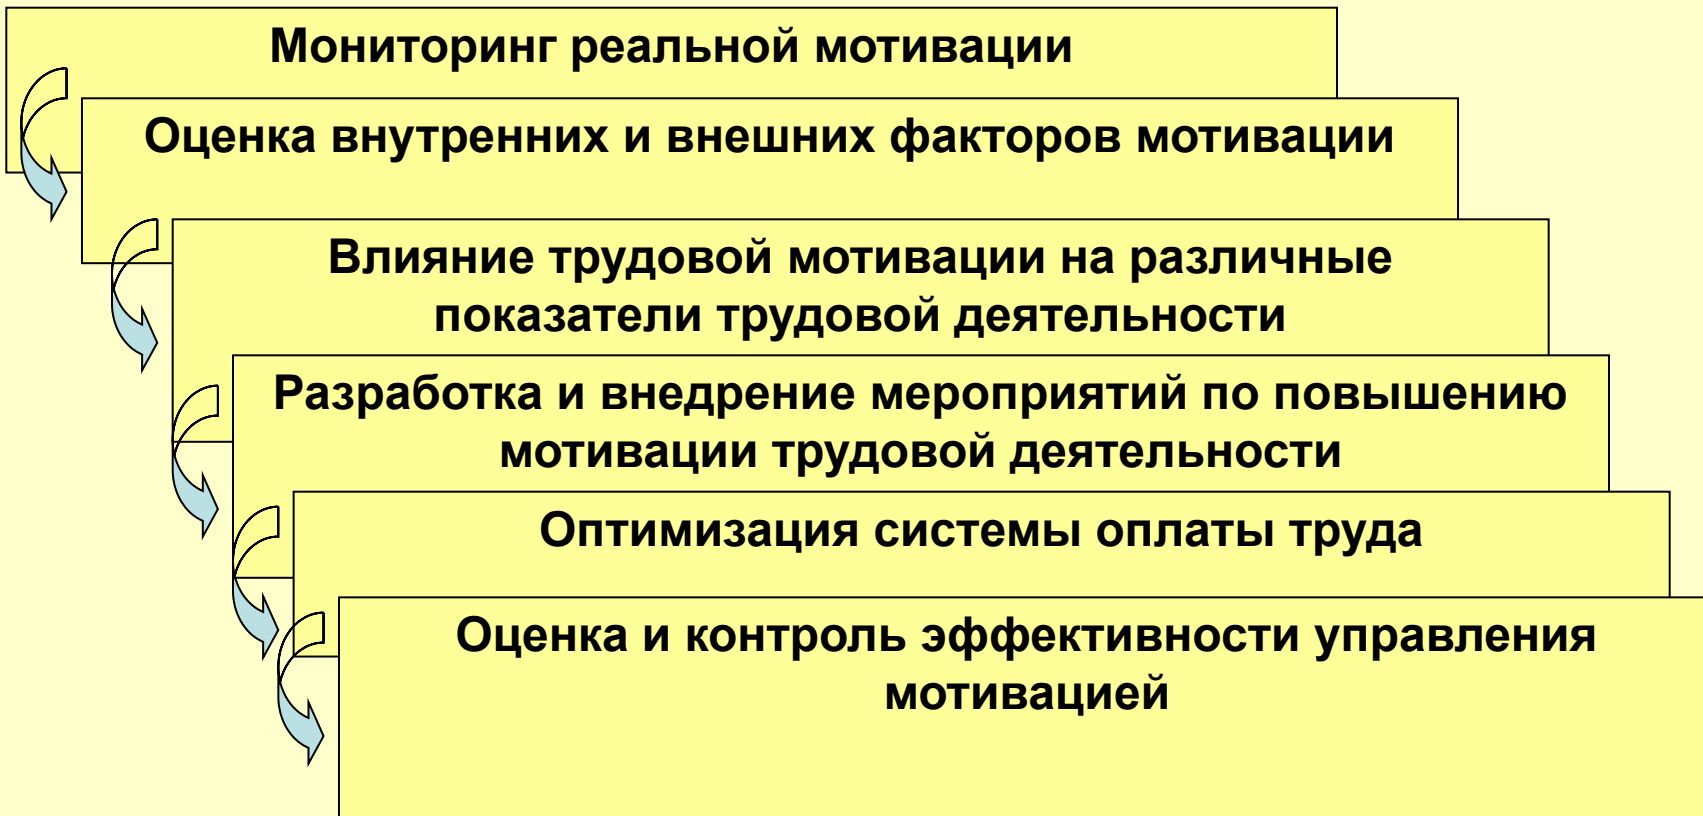 Мониторинг реальной мотивации
Оценка внутренних и внешних факторов мотивации
Влияние трудовой мотивации на различные
показатели трудовой деятельности
Разработка и внедрение мероприятий по повышению
мотивации трудовой деятельности
Оптимизация системы оплаты труда
Оценка и контроль эффективности управления
мотивацией